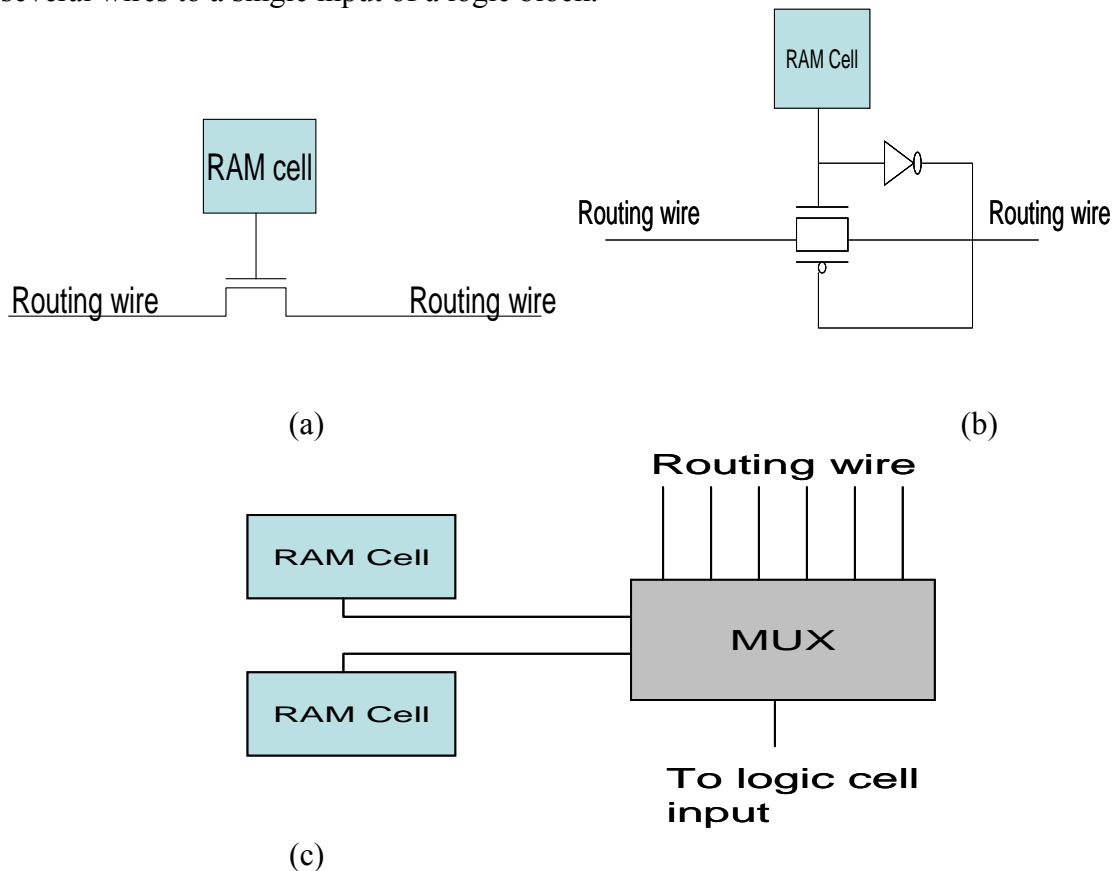 several wires to a single input of a logic block.
RAM Cell
RAM cell
Routing wire
Routing wire
Routing wire
Routing wire
(a)
(b)
Routing wire
RAM Cell
MUX
RAM Cell
To logic cell
input
(c)